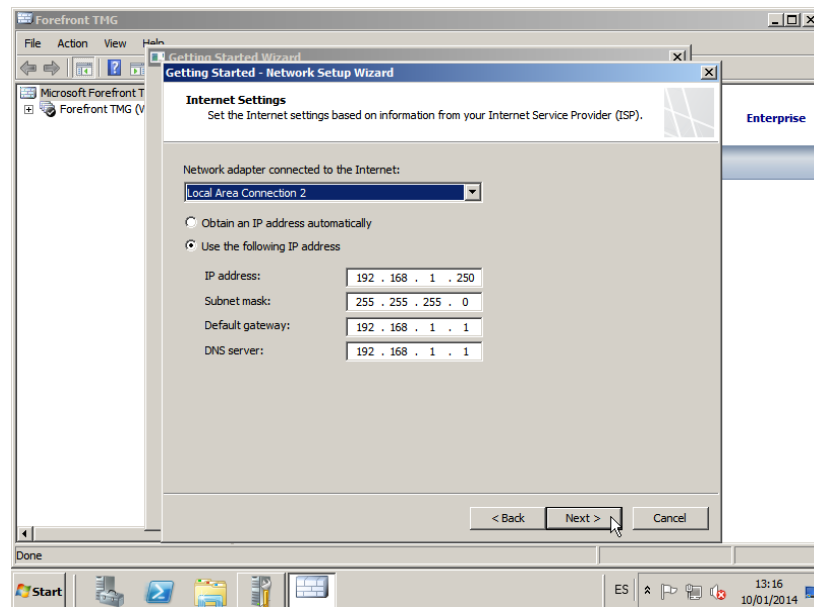 Forefront TMG
File Action View Help
Getting Started Wizard
Getting Started - Network Setup Wizard
Microsoft Forefront T
Forefront TMG (V
Internet Settings
Set the Internet settings based on information from your Internet Service Provider (ISP).
Enterprise
Network adapter connected to the Internet:
Local Area Connection 2
Obtain an IP address automatically
Use the following IP address
IP address: 192 . 168 . 1 . 250
Subnet mask: 255 . 255 . 255 . 0
Default gateway: 192 . 168 . 1 . 1
DNS server: 192 . 168 . 1 . 1
< Back Next > Cancel
Done
Start ES 13:16
10/01/2014